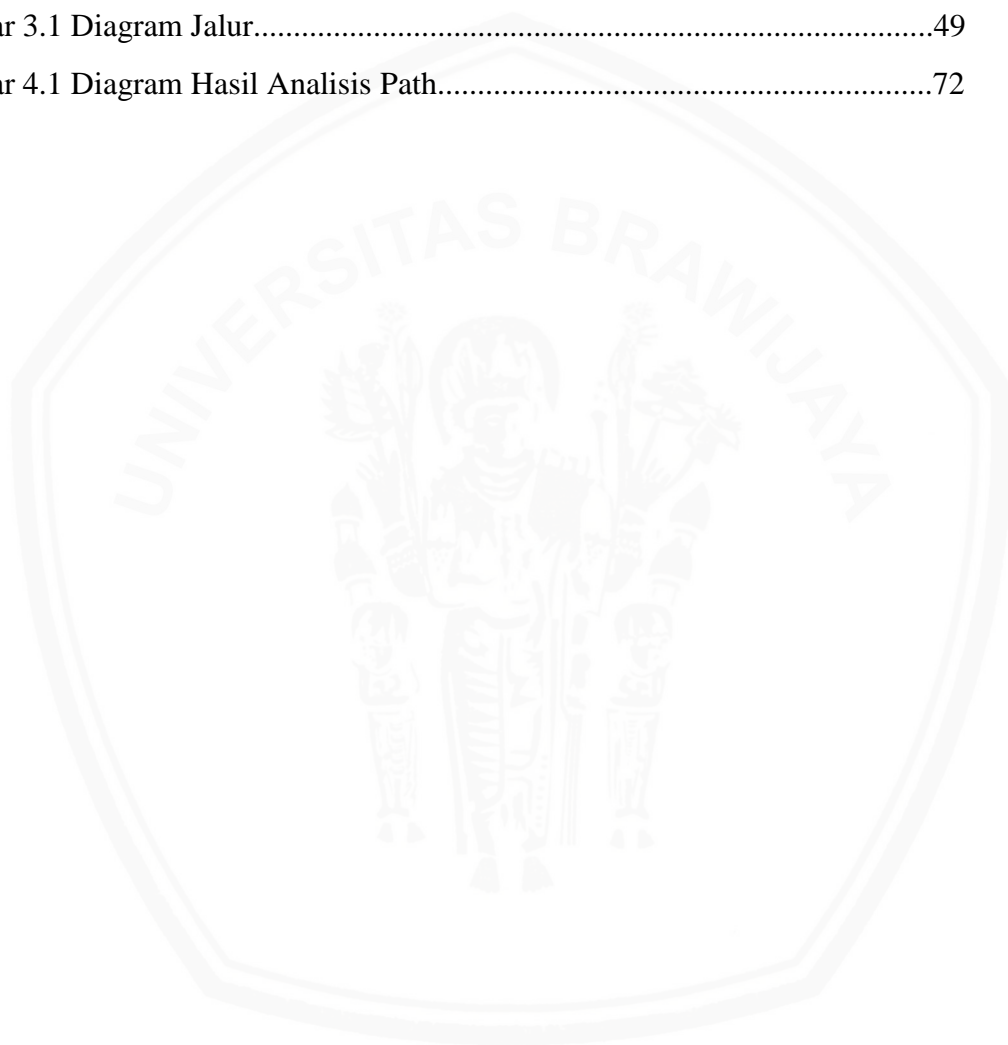 ar 3.1 Diagram Jalur.....................................................................................49
ar 4.1 Diagram Hasil Analisis Path..............................................................72
UNIVERSITAS BRAWIJAYA